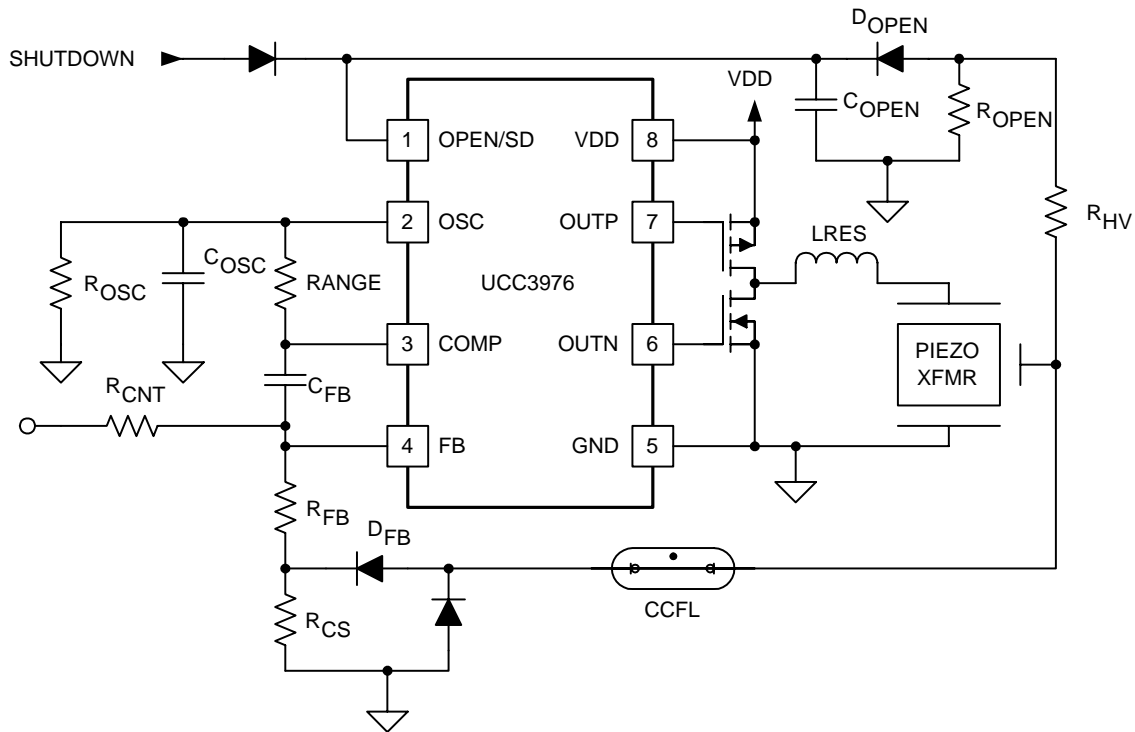 DOPEN
SHUTDOWN
VDD
COPEN
ROPEN
1 OPEN/SD VDD 8
2 OSC OUTP 7
RHV
LRES
COSC
ROSC
RANGE
UCC3976
3 COMP OUTN 6
PIEZO
XFMR
RCNT
CFB
4 FB GND 5
RFB
DFB
RCS
CCFL